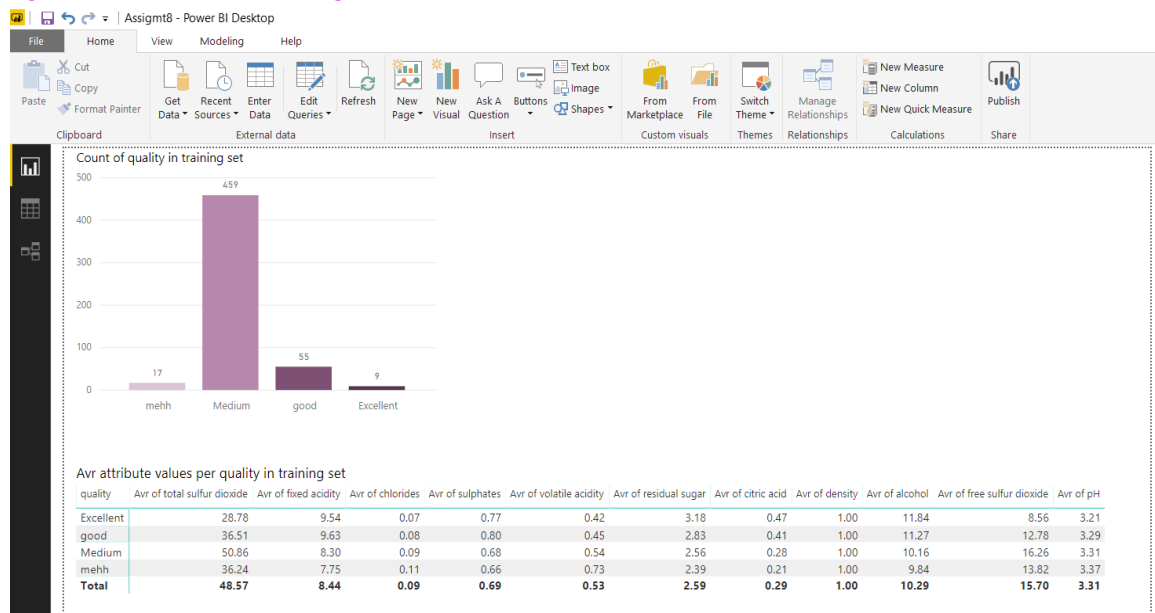 Assigmt8 - Power BI Desktop
File Home View Modeling Help
Paste
Cut
Copy
Format Painter
Get Data
Recent Sources
Enter Data
Edit Queries
Refresh
New Page
New Visual
Ask A Question
Buttons
Text box
Image
Shapes
From Marketplace
From File
Switch Theme
Manage Relationships
New Measure
New Column
New Quick Measure
Publish
Clipboard External data Insert Custom visuals Themes Relationships Calculations Share
Count of quality in training set
500
459
400
300
200
100
55
17
9
0
mehh Medium good Excellent
Avr attribute values per quality in training set
quality Avr of total sulfur dioxide Avr of fixed acidity Avr of chlorides Avr of sulphates Avr of volatile acidity Avr of residual sugar Avr of citric acid Avr of density Avr of alcohol Avr of free sulfur dioxide Avr of pH
Excellent 28.78 9.54 0.07 0.77 0.42 3.18 0.47 1.00 11.84 8.56 3.21
good 36.51 9.63 0.08 0.80 0.45 2.83 0.41 1.00 11.27 12.78 3.29
Medium 50.86 8.30 0.09 0.68 0.54 2.56 0.28 1.00 10.16 16.26 3.31
mehh 36.24 7.75 0.11 0.66 0.73 2.39 0.21 1.00 9.84 13.82 3.37
Total 48.57 8.44 0.09 0.69 0.53 2.59 0.29 1.00 10.29 15.70 3.31